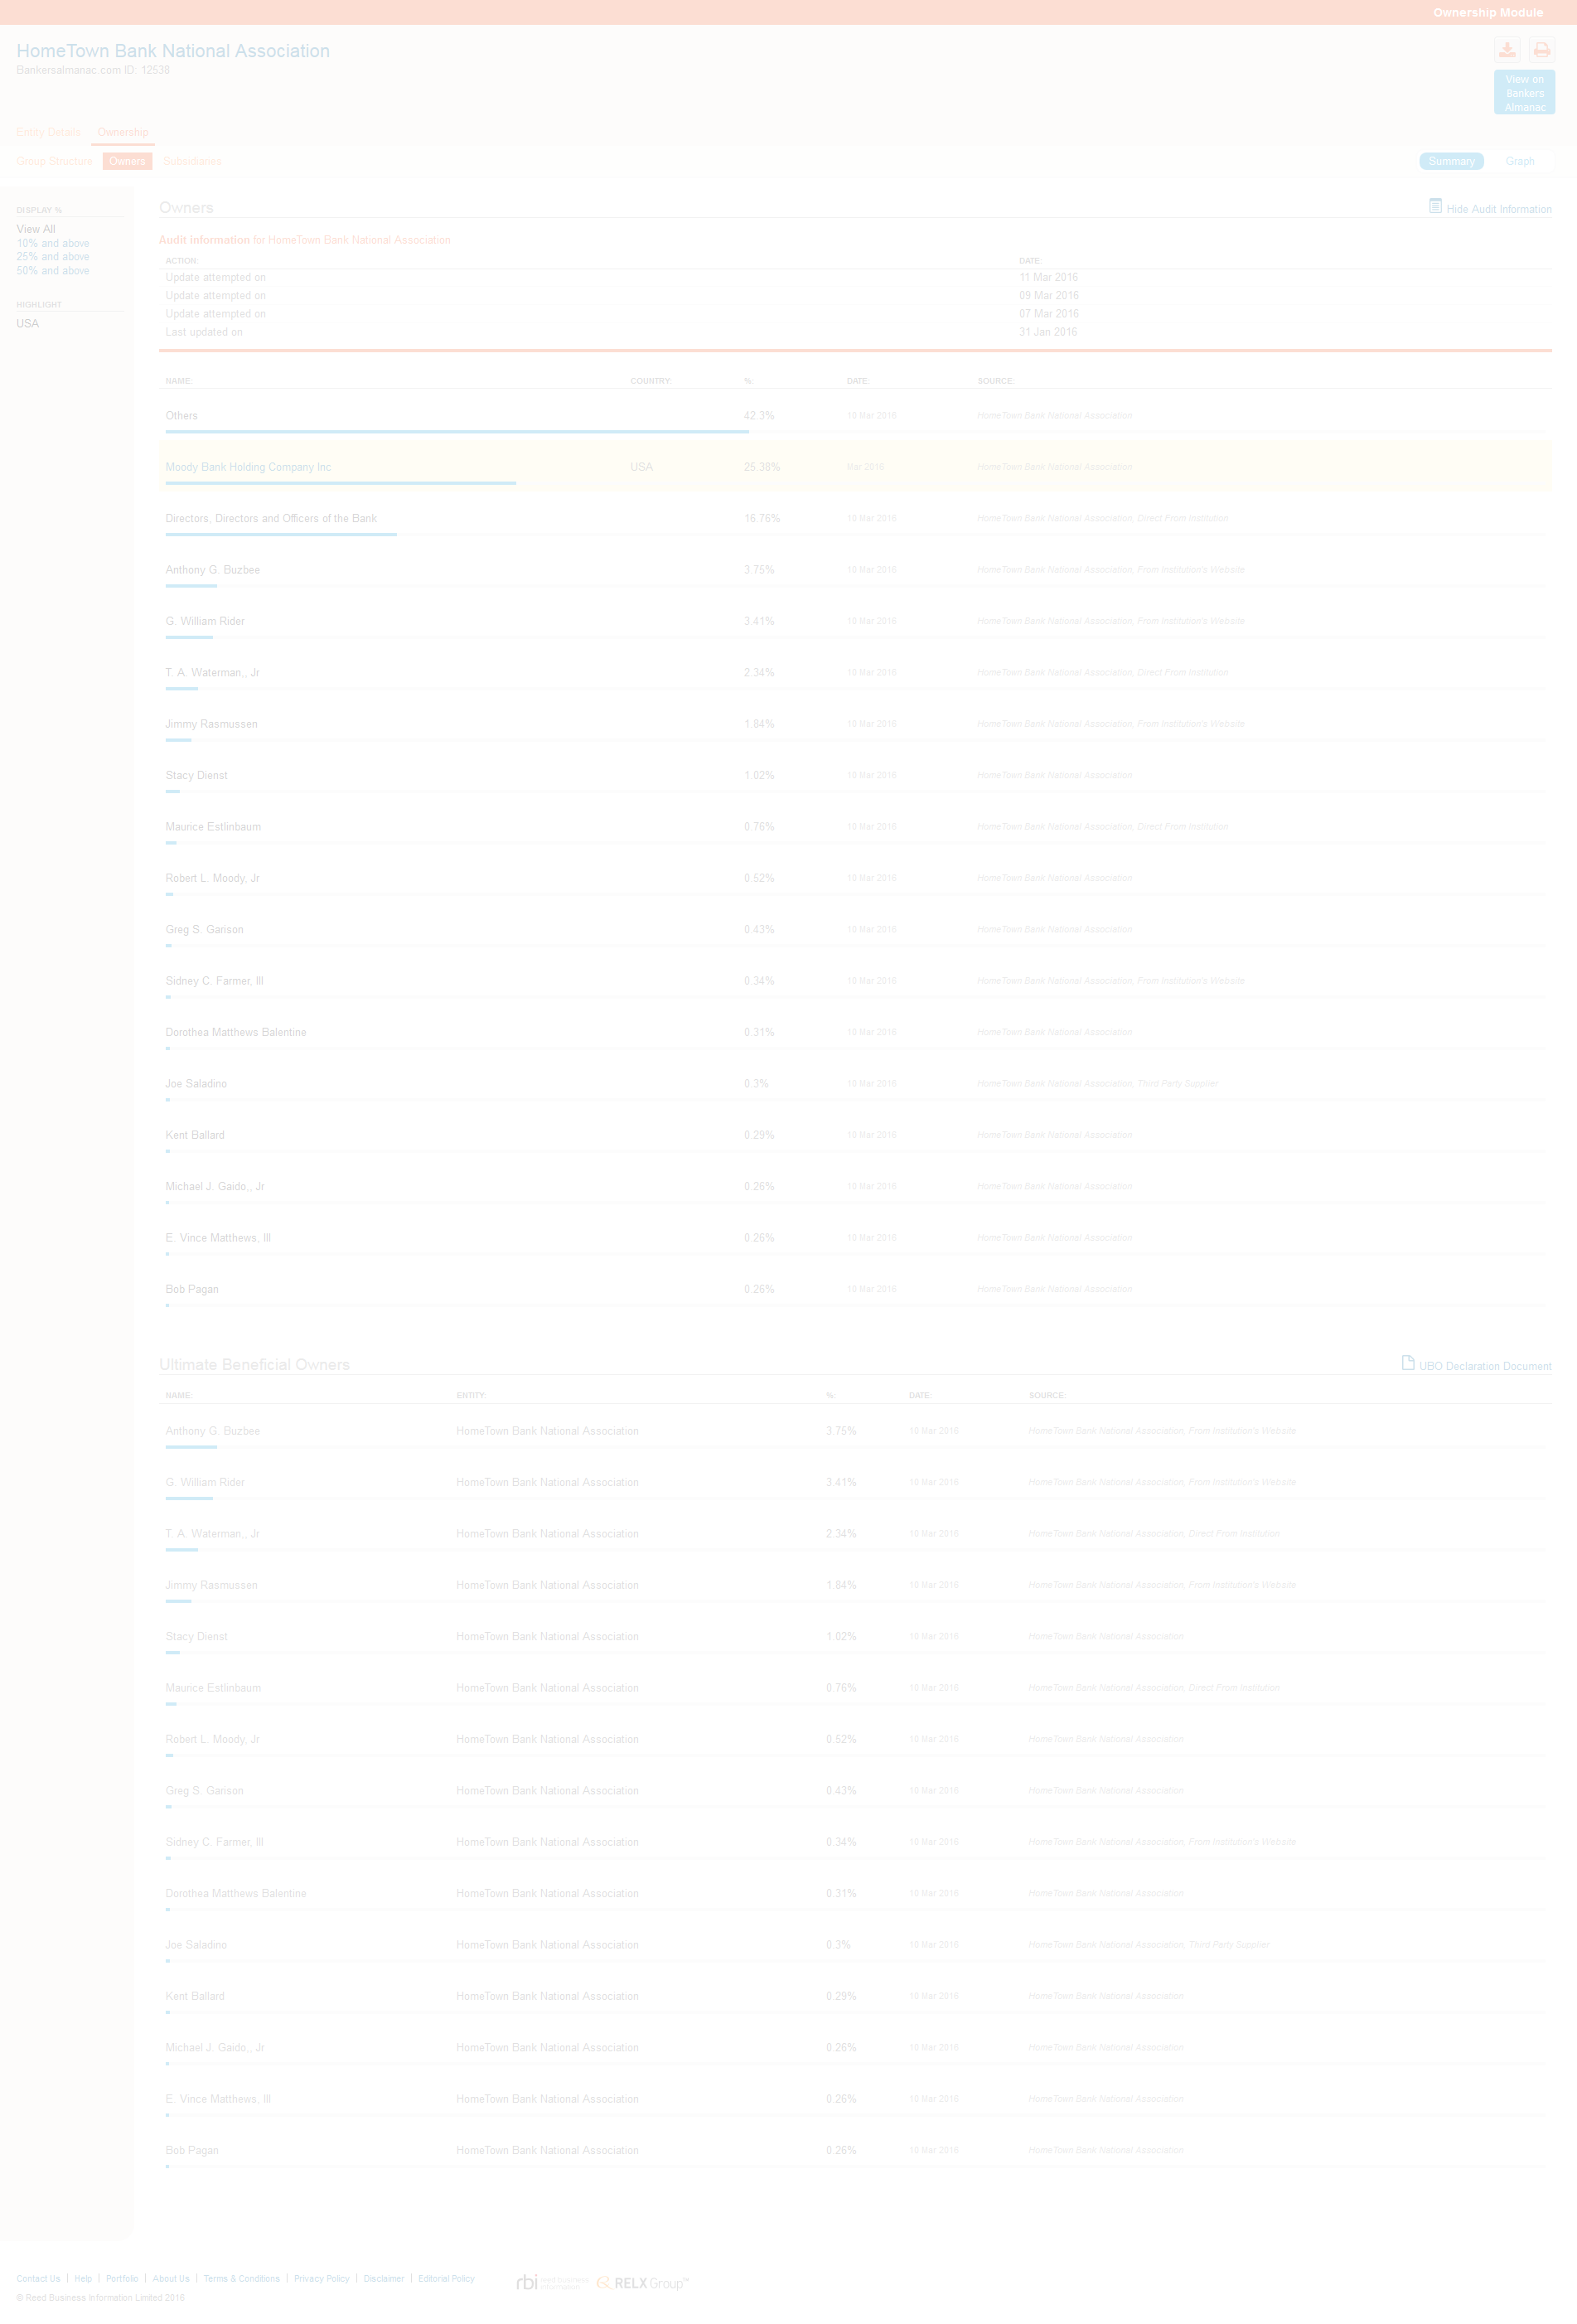 Ownership Module
HomeTown Bank National Association
Bankersalmanac.com ID: 12538
View on
Bankers
Almanac
Entity Details Ownership
Group Structure Owners Subsidiaries Summary Graph
DISPLAY %
View All
10% and above
25% and above
50% and above
HIGHLIGHT
USA
Owners Hide Audit Information
Audit information for HomeTown Bank National Association
ACTION: DATE:
Update attempted on 11 Mar 2016
Update attempted on 09 Mar 2016
Update attempted on 07 Mar 2016
Last updated on 31 Jan 2016
NAME: COUNTRY: %: DATE: SOURCE:
Others 42.3% 10 Mar 2016 HomeTown Bank National Association
Moody Bank Holding Company Inc USA 25.38% Mar 2016 HomeTown Bank National Association
Directors, Directors and Officers of the Bank 16.76% 10 Mar 2016 HomeTown Bank National Association, Direct From Institution
Anthony G. Buzbee 3.75% 10 Mar 2016 HomeTown Bank National Association, From Institution's Website
G. William Rider 3.41% 10 Mar 2016 HomeTown Bank National Association, From Institution's Website
T. A. Waterman,, Jr 2.34% 10 Mar 2016 HomeTown Bank National Association, Direct From Institution
Jimmy Rasmussen 1.84% 10 Mar 2016 HomeTown Bank National Association, From Institution's Website
Stacy Dienst 1.02% 10 Mar 2016 HomeTown Bank National Association
Maurice Estlinbaum 0.76% 10 Mar 2016 HomeTown Bank National Association, Direct From Institution
Robert L. Moody, Jr 0.52% 10 Mar 2016 HomeTown Bank National Association
Greg S. Garison 0.43% 10 Mar 2016 HomeTown Bank National Association
Sidney C. Farmer, III 0.34% 10 Mar 2016 HomeTown Bank National Association, From Institution's Website
Dorothea Matthews Balentine 0.31% 10 Mar 2016 HomeTown Bank National Association
Joe Saladino 0.3% 10 Mar 2016 HomeTown Bank National Association, Third Party Supplier
Kent Ballard 0.29% 10 Mar 2016 HomeTown Bank National Association
Michael J. Gaido,, Jr 0.26% 10 Mar 2016 HomeTown Bank National Association
E. Vince Matthews, III 0.26% 10 Mar 2016 HomeTown Bank National Association
Bob Pagan 0.26% 10 Mar 2016 HomeTown Bank National Association
Ultimate Beneficial Owners UBO Declaration Document
NAME: ENTITY: % DATE: SOURCE:
Anthony G. Buzbee HomeTown Bank National Association 3.75% 10 Mar 2016 HomeTown Bank National Association, From Institution's Website
G. William Rider HomeTown Bank National Association 3.41% 10 Mar 2016 HomeTown Bank National Association, From Institution's Website
T. A. Waterman,, Jr HomeTown Bank National Association 2.34% 10 Mar 2016 HomeTown Bank National Association, Direct From Institution
Jimmy Rasmussen HomeTown Bank National Association 1.84% 10 Mar 2016 HomeTown Bank National Association, From Institution's Website
Stacy Dienst HomeTown Bank National Association 1.02% 10 Mar 2016 HomeTown Bank National Association
Maurice Estlinbaum HomeTown Bank National Association 0.76% 10 Mar 2016 HomeTown Bank National Association, Direct From Institution
Robert L. Moody, Jr HomeTown Bank National Association 0.52% 10 Mar 2016 HomeTown Bank National Association
Greg S. Garison HomeTown Bank National Association 0.43% 10 Mar 2016 HomeTown Bank National Association
Sidney C. Farmer, III HomeTown Bank National Association 0.34% 10 Mar 2016 HomeTown Bank National Association, From Institution's Website
Dorothea Matthews Balentine HomeTown Bank National Association 0.31% 10 Mar 2016 HomeTown Bank National Association
Joe Saladino HomeTown Bank National Association 0.3% 10 Mar 2016 HomeTown Bank National Association, Third Party Supplier
Kent Ballard HomeTown Bank National Association 0.29% 10 Mar 2016 HomeTown Bank National Association
Michael J. Gaido,, Jr HomeTown Bank National Association 0.26% 10 Mar 2016 HomeTown Bank National Association
E. Vince Matthews, III HomeTown Bank National Association 0.26% 10 Mar 2016 HomeTown Bank National Association
Bob Pagan HomeTown Bank National Association 0.26% 10 Mar 2016 HomeTown Bank National Association
Contact Us | Help | Portfolio | About Us | Terms & Conditions | Privacy Policy | Disclaimer | Editorial Policy rbi RELX Group
© Reed Business Information Limited 2016